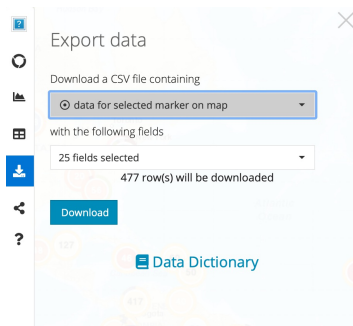 Export data
Download a CSV file containing
data for selected marker on map
with the following fields
25 fields selected
477 row(s) will be downloaded
Download
?
Data Dictionary